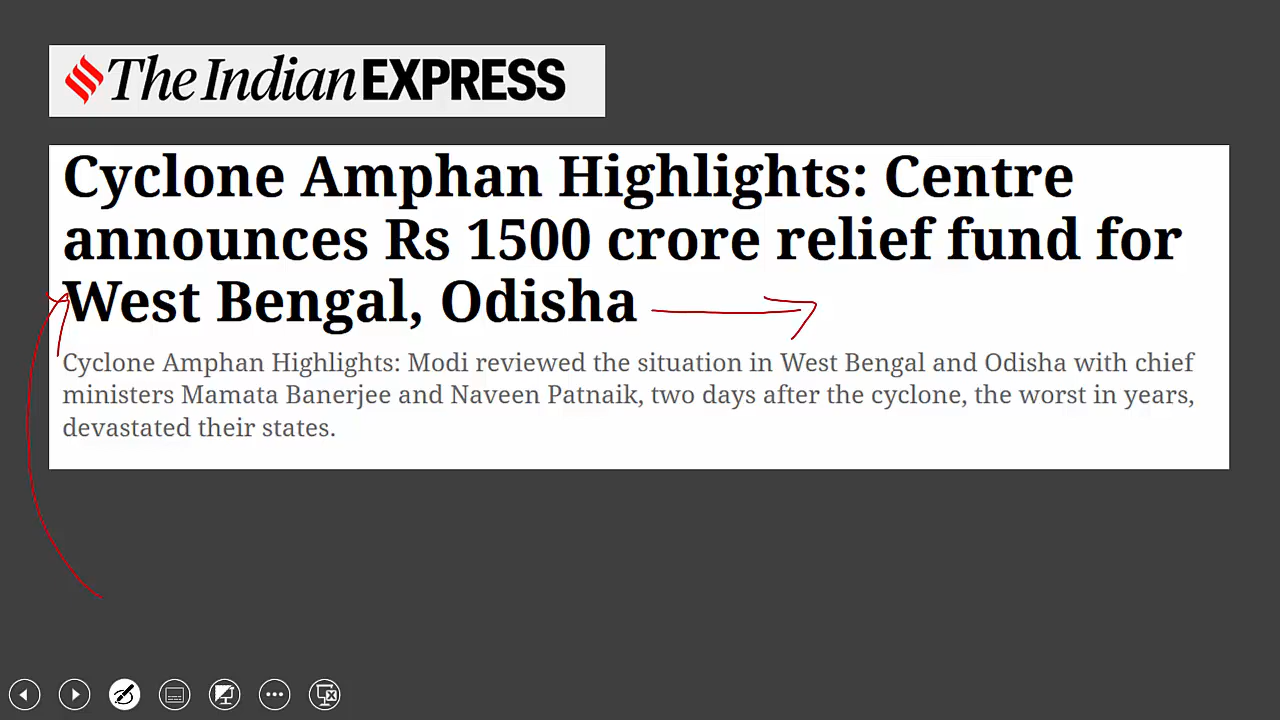 The Indian EXPRESS
Cyclone Amphan Highlights: Centre
announces Rs 1500 crore relief fund for
West Bengal, Odisha
Cyclone Amphan Highlights: Modi reviewed the situation in West Bengal and Odisha with chief
ministers Mamata Banerjee and Naveen Patnaik, two days after the cyclone, the worst in years,
devastated their states.